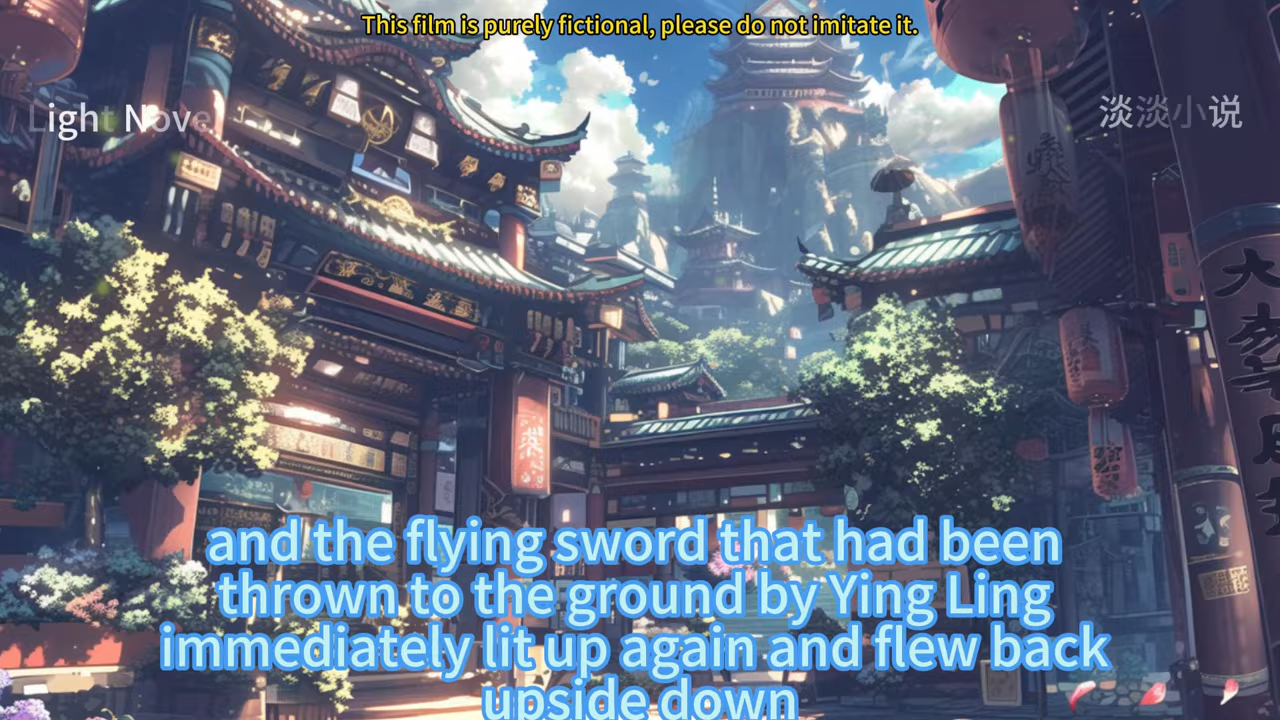 This film is purely fictional, please do not imitate it.
Light Nove
淡淡小说
and the flying sword that had been
thrown to the ground by Ying Ling
immediately lit up again and flew back
upside down